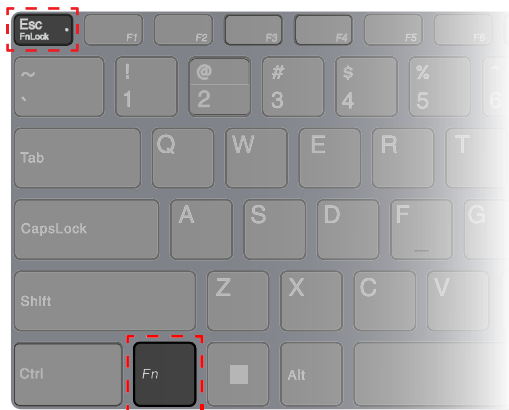 Esc
FnLock
F1
F2
F3
F4
F5
F6
~
`
!
1
@
2
#
3
$
4
%
5
^
6
Tab
Q
W
E
R
T
CapsLock
A
S
D
F
G
Shift
Z
X
C
V
Ctrl
Fn
Alt